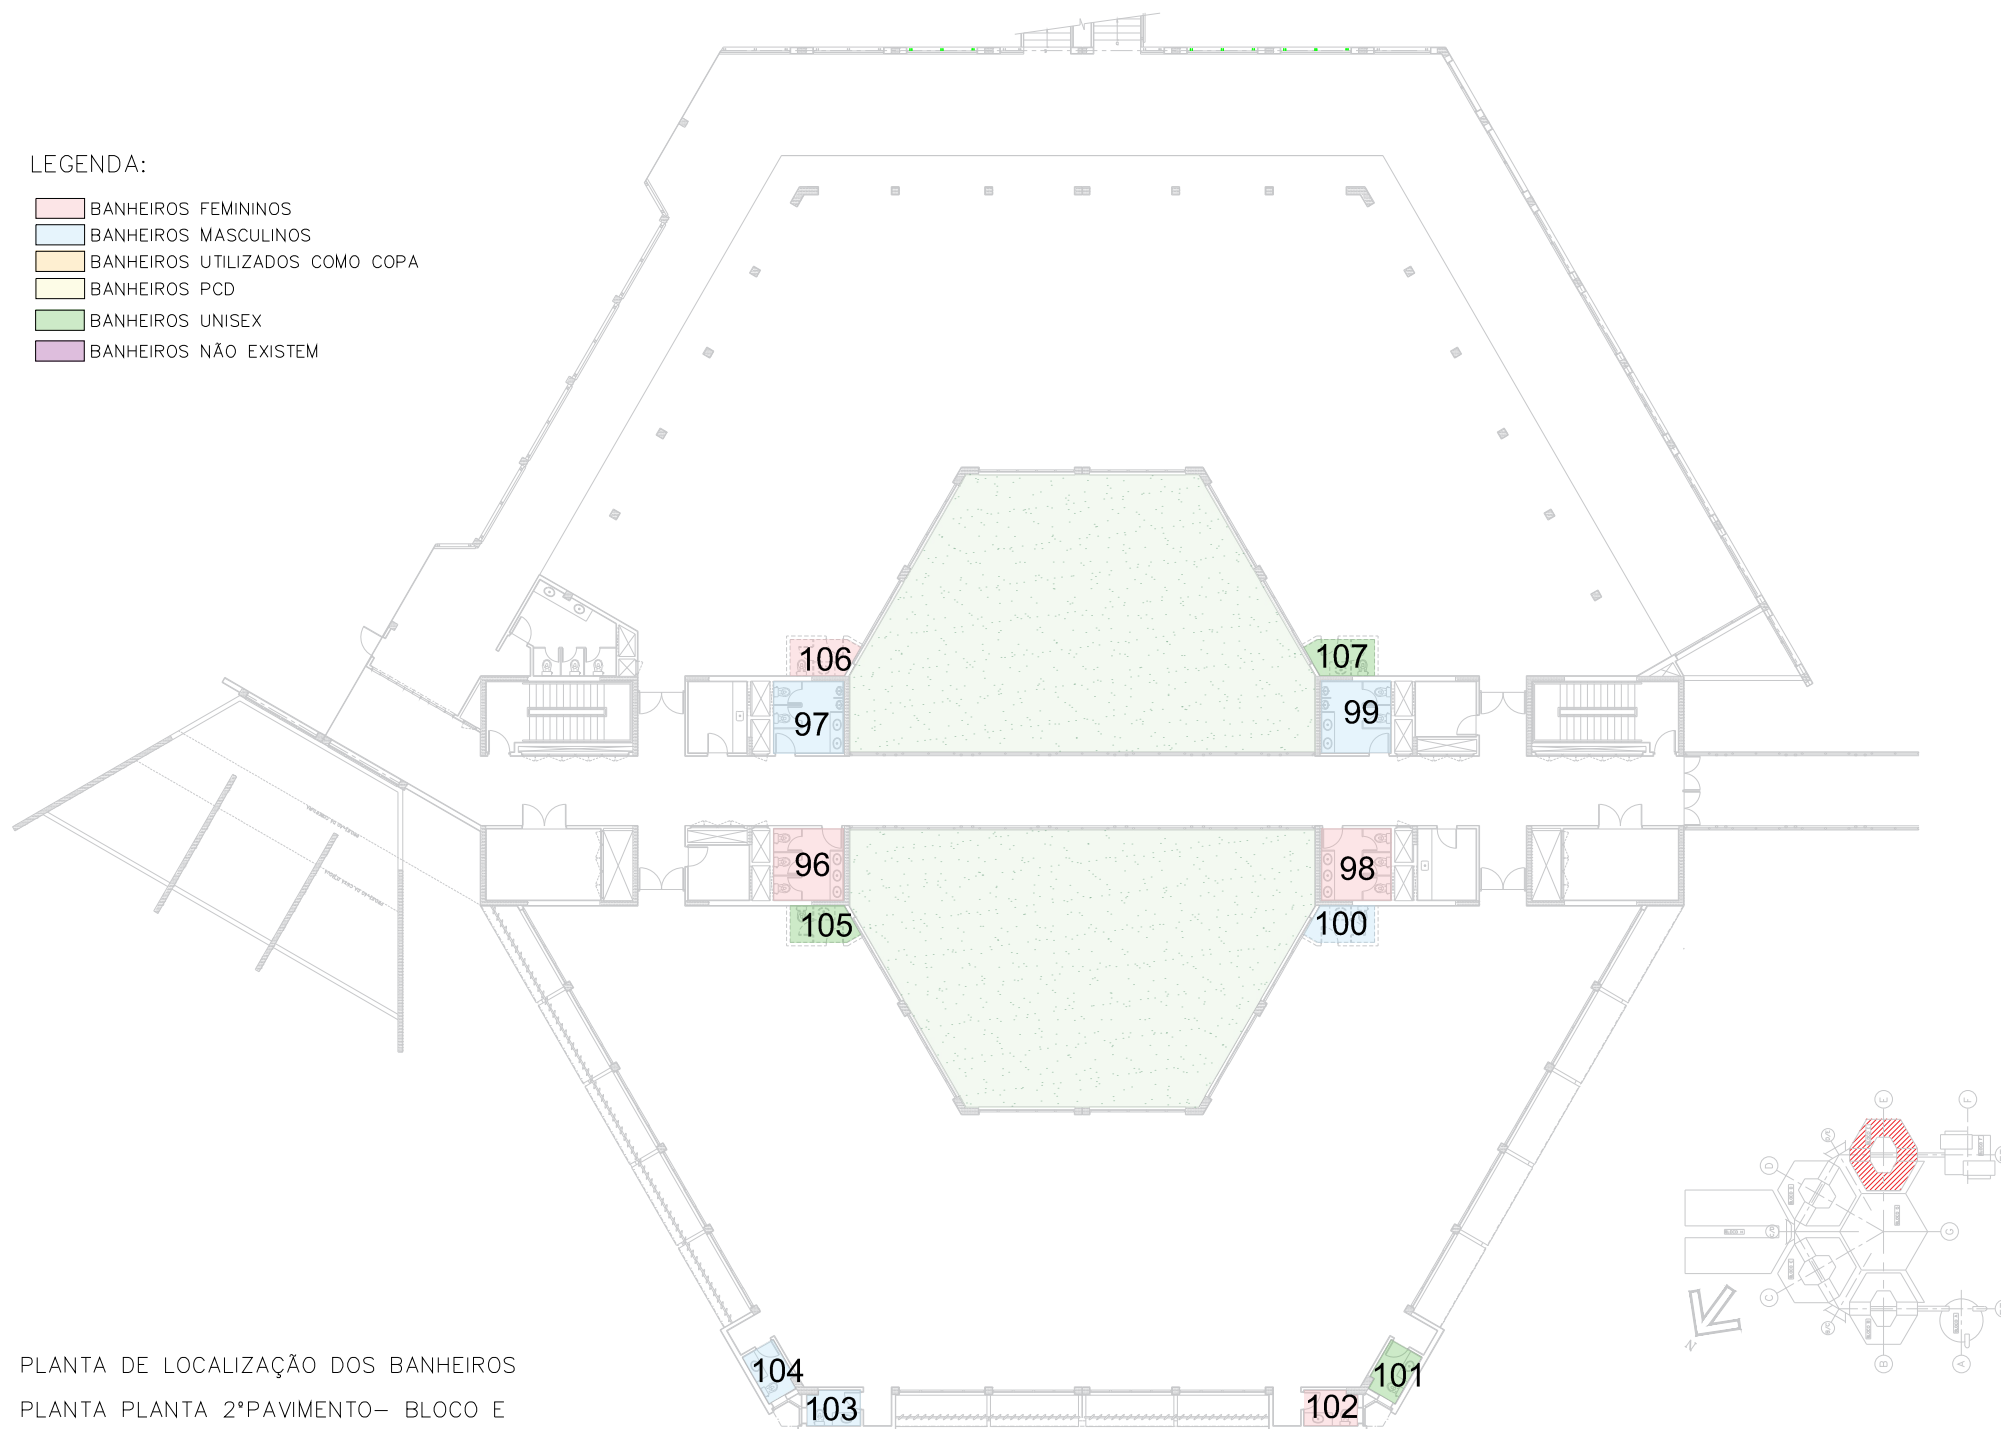 LEGENDA:
BANHEIROS FEMININOS
BANHEIROS MASCULINOS
BANHEIROS UTILIZADOS COMO COPA
BANHEIROS PCD
BANHEIROS UNISEX
BANHEIROS NÃO EXISTEM
106
107
97
99
96
98
105
100
104
103
102
101
E
F
D
G
C
B
A
N
PLANTA DE LOCALIZAÇÃO DOS BANHEIROS
PLANTA PLANTA 2°PAVIMENTO- BLOCO E